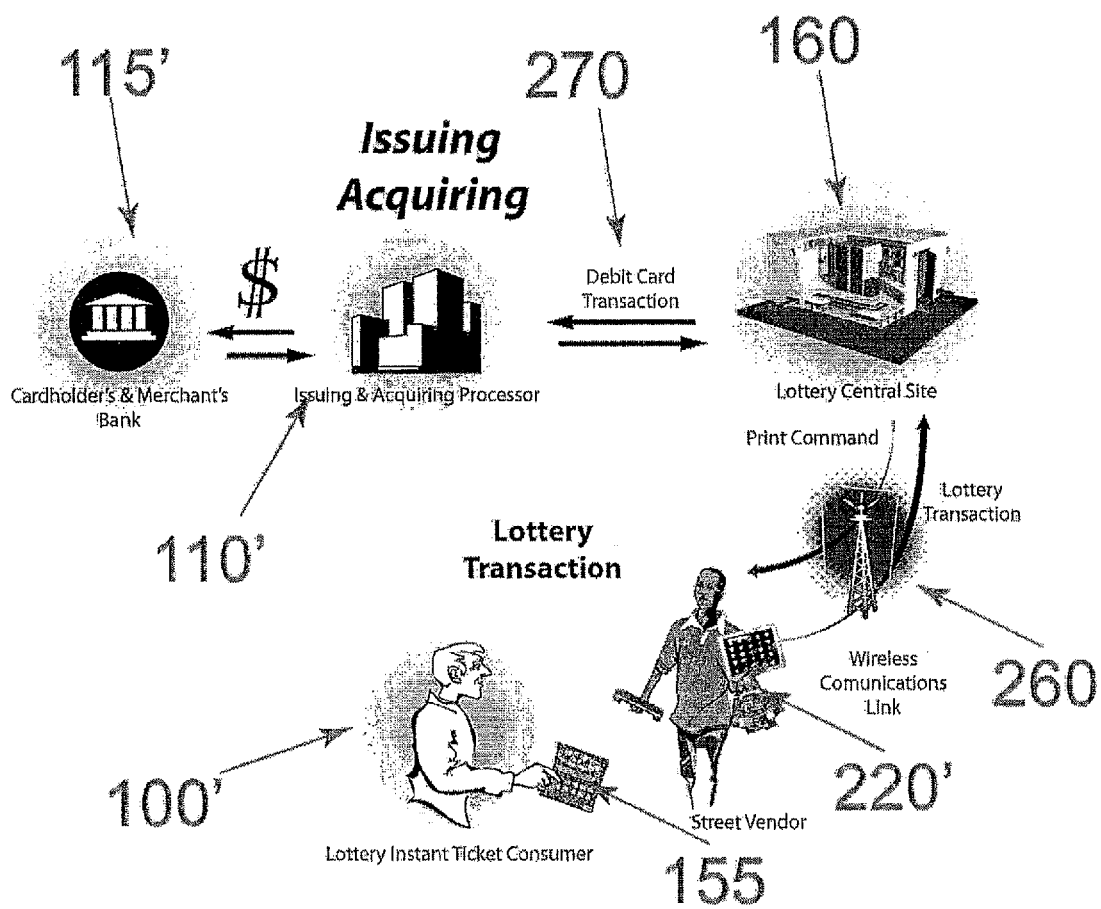 115’
270
160
Issuing
Acquiring
$
Debit Card
Transaction
Cardholder's & Merchant's
Bank
Issuing & Acquiring Processor
Lottery Central Site
Print Command
Lottery
Transaction
110’
Lottery
Transaction
Wireless
Comunications
Link
260
100’
220’
Street Vendor
Lottery Instant Ticket Consumer
155